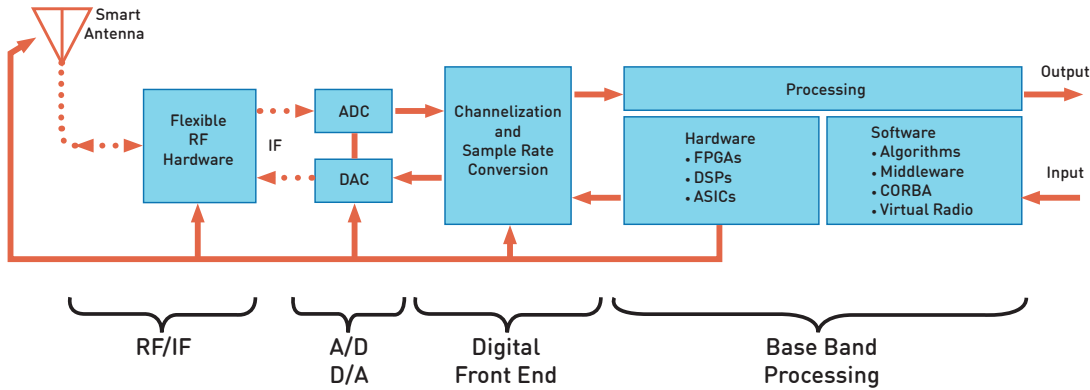 Smart
Antenna
Flexible
RF
Hardware
IF
ADC
DAC
Channelization
and
Sample Rate
Conversion
Processing
Hardware
• FPGAs
• DSPs
• ASICs
Software
• Algorithms
• Middleware
• CORBA
• Virtual Radio
Output
Input
RF/IF
A/D
D/A
Digital
Front End
Base Band
Processing